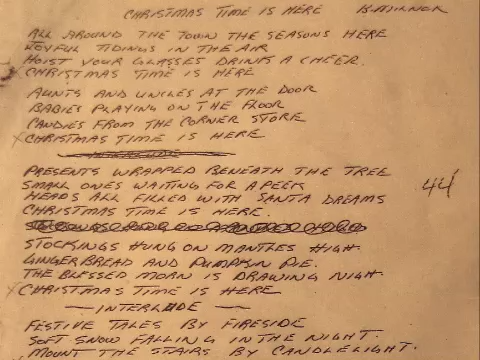 CHRISTMAS TIME IS HERE
ALL AROUND THE TOWN THE SEASONS HERE
JOYFUL TIDINGS IN THE AIR
HOIST YOUR GLASSES DRINK A CHEER.
CHRISTMAS TIME IS HERE
AUNTS AND UNCLES AT THE DOOR
BABIES PLAYING ON THE FLOOR
CANDIES FROM THE CORNER STORE
X CHRISTMAS TIME IS HERE
PRESENTS WRAPPED BENEATH THE TREE
SMALL ONES WAITING FOR A PEEK
HEADS ALL FILLED WITH SANTA DREAMS
44
CHRISTMAS TIME IS HERE.
STOCKINGS HUNG ON MANTLES HIGH.
GINGERBREAD AND PUMPKIN PIE.
THE BLESSED MORN IS DRAWING NIGH.
X CHRISTMAS TIME IS HERE
— INTERLUDE —
FESTIVE TALES BY FIRESIDE
SOFT SNOW FALLING IN THE NIGHT
MOUNT THE STAIRS BY CANDLELIGHT.